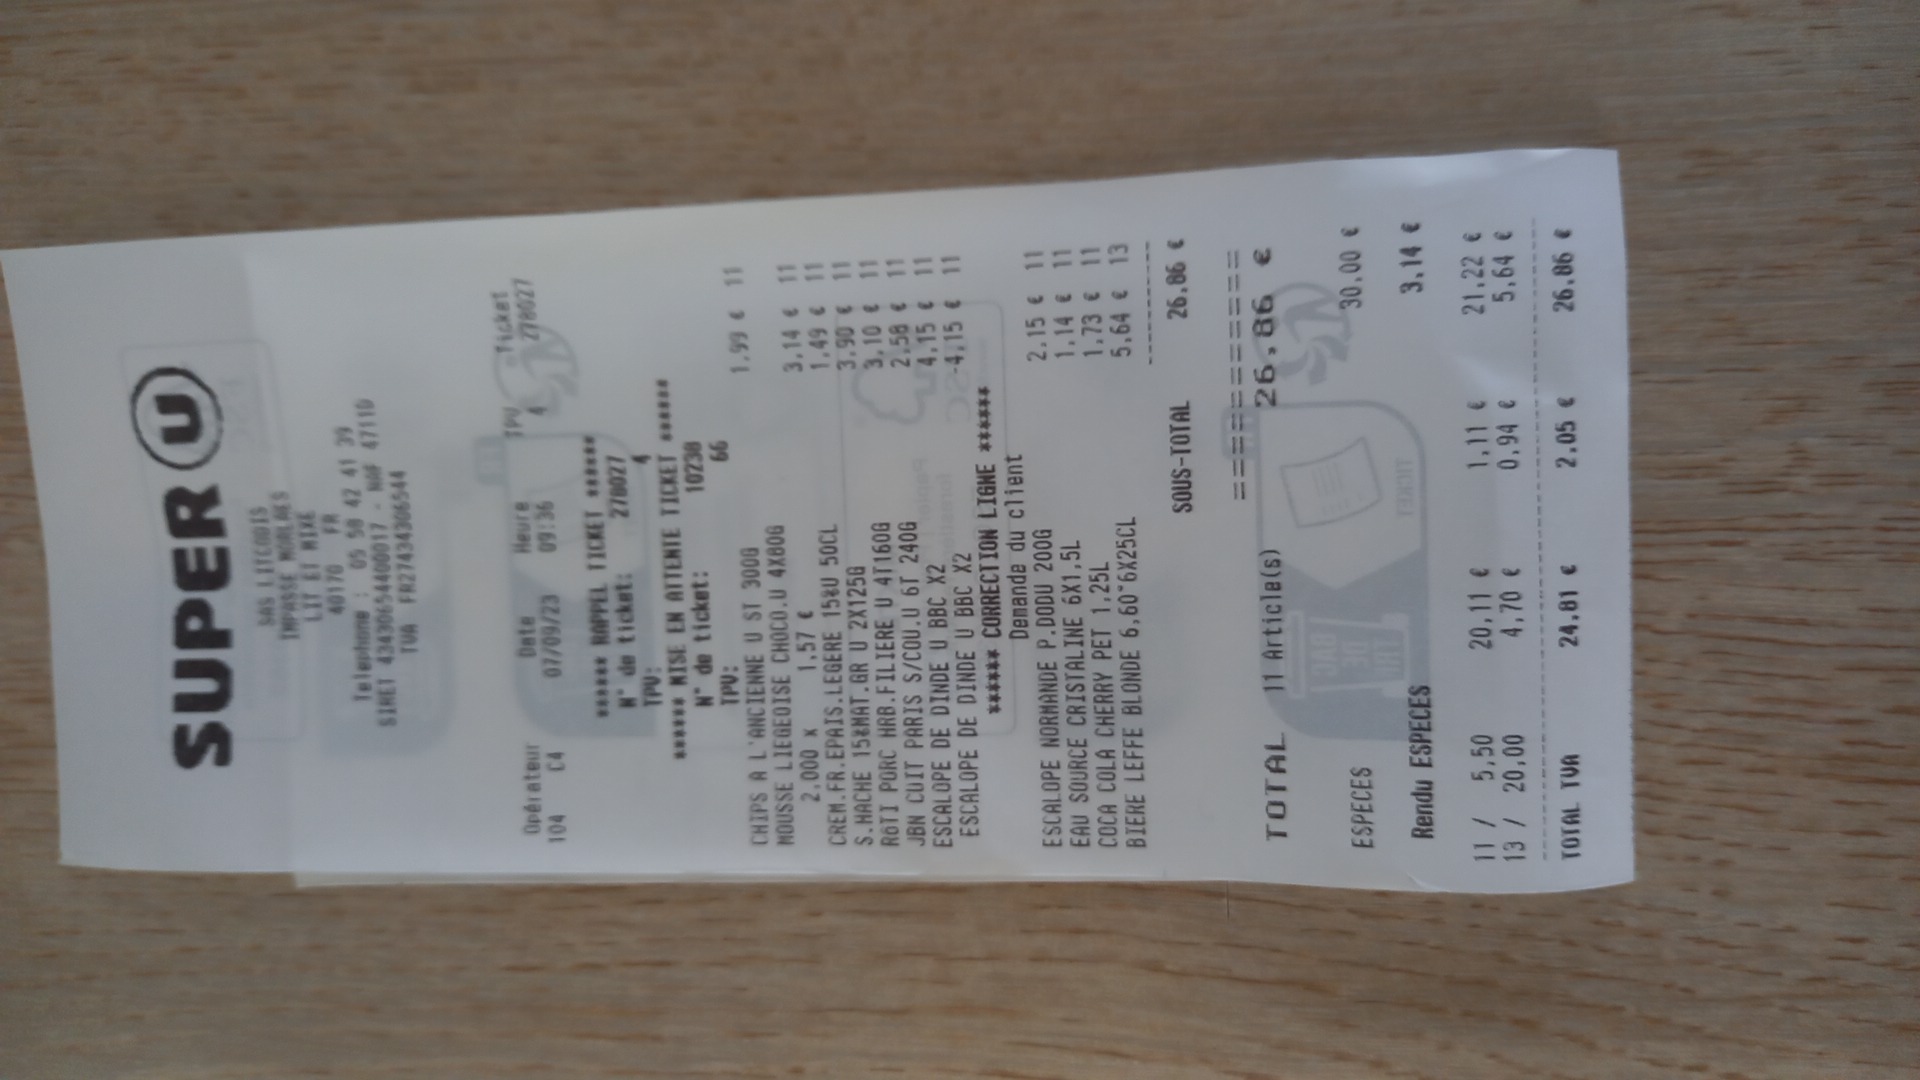 SUPER U
SAS LITCNOIS
IMPASSE MORLAES
LIT ET MIXE
40170 FR
Telephone : 05 58 42 41 39
SIRET 43430654400017 - NAF 4711D
TVA FR27434306544
Opérateur Date Heure TPV Ticket
104 C4 07/09/23 09:36 4 278027
****** RAPPEL TICKET ******
N° de ticket: 278027
TPV: 4
****** MISE EN ATTENTE TICKET ******
N° de ticket: 10238
TPV: 66
CHIPS A L'ANCIENNE U ST 300G 1,99 € 11
MOUSSE LIEGEOISE CHOCO.U 4X80G
2,000 x 1,57 € 3,14 € 11
CREM.FR.EPAIS.LEGERE 15%U 50CL 1,49 € 11
S.HACHE 15%MAT.GR U 2X125G 3,90 € 11
RôTI PORC HRB.FILIERE U 4T160G 3,10 € 11
JBN CUIT PARIS S/COU.U 6T 240G 2,58 € 11
ESCALOPE DE DINDE U BBC X2 4,15 € 11
ESCALOPE DE DINDE U BBC X2 -4,15 € 11
****** CORRECTION LIGNE ******
Demande du client
ESCALOPE NORMANDE P.DODU 200G 2,15 € 11
EAU SOURCE CRISTALINE 6X1,5L 1,14 € 11
COCA COLA CHERRY PET 1,25L 1,73 € 11
BIERE LEFFE BLONDE 6,60°6X25CL 5,64 € 13
SOUS-TOTAL 26,86 €
TOTAL 11 Article(s) 26,86 €
ESPECES 30,00 €
Rendu ESPECES 3,14 €
11 / 5,50 20,11 € 1,11 € 21,22 €
13 / 20,00 4,70 € 0,94 € 5,64 €
TOTAL TVA 24,81 € 2,05 € 26,86 €